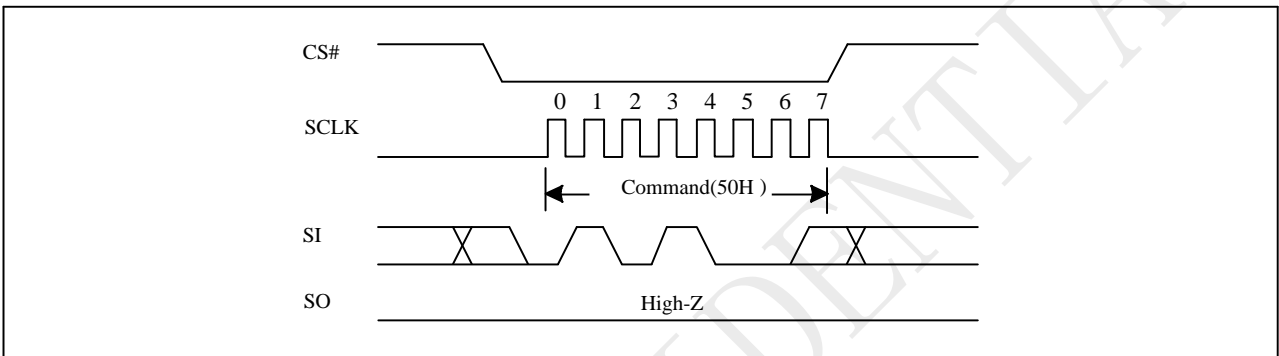 CS#
0 1 2 3 4 5 6 7
SCLK
Command(50H )
SI
SO
High-Z